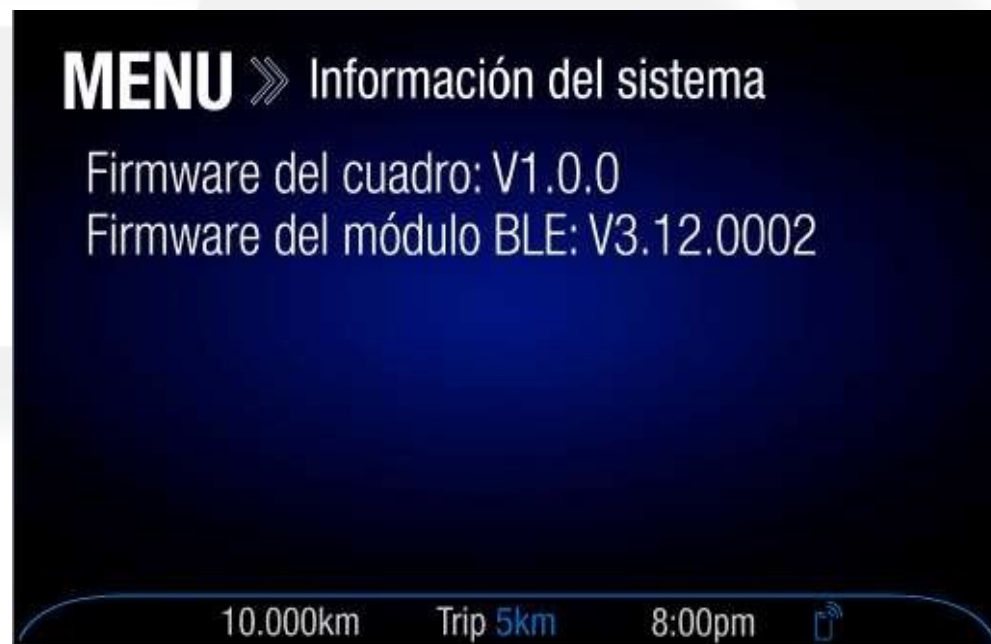 MENU Información del sistema
Firmware del cuadro: V1.0.0
Firmware del módulo BLE: V3.12.0002
10.000km Trip 5km 8:00pm